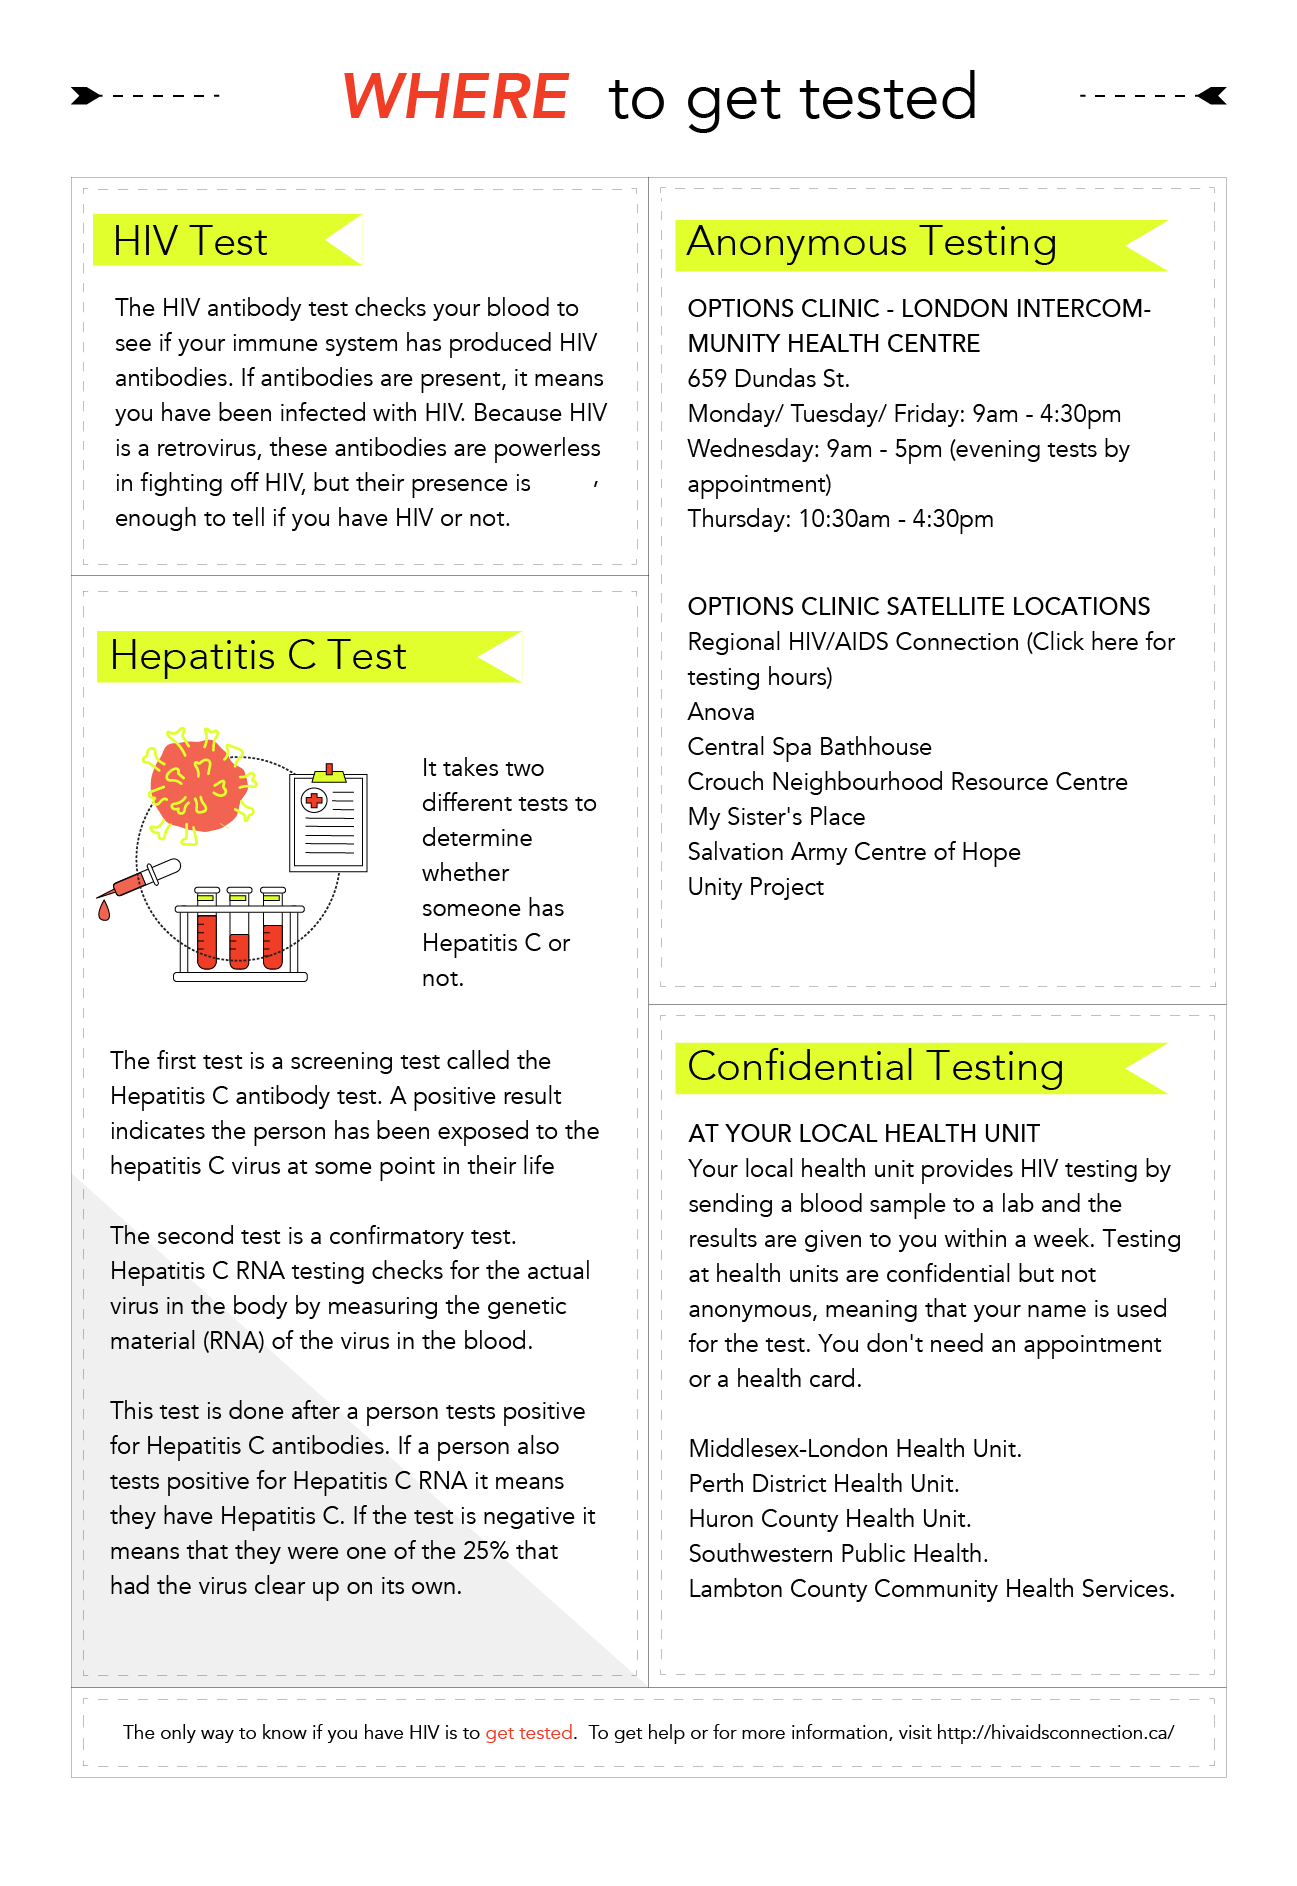 WHERE to get tested
HIV Test
The HIV antibody test checks your blood to
see if your immune system has produced HIV
antibodies. If antibodies are present, it means
you have been infected with HIV. Because HIV
is a retrovirus, these antibodies are powerless
in fighting off HIV, but their presence is ,
enough to tell if you have HIV or not.
Hepatitis C Test
It takes two
different tests to
determine
whether
someone has
Hepatitis C or
not.
The first test is a screening test called the
Hepatitis C antibody test. A positive result
indicates the person has been exposed to the
hepatitis C virus at some point in their life
The second test is a confirmatory test.
Hepatitis C RNA testing checks for the actual
virus in the body by measuring the genetic
material (RNA) of the virus in the blood.
This test is done after a person tests positive
for Hepatitis C antibodies. If a person also
tests positive for Hepatitis C RNA it means
they have Hepatitis C. If the test is negative it
means that they were one of the 25% that
had the virus clear up on its own.
Anonymous Testing
OPTIONS CLINIC - LONDON INTERCOM-
MUNITY HEALTH CENTRE
659 Dundas St.
Monday/ Tuesday/ Friday: 9am - 4:30pm
Wednesday: 9am - 5pm (evening tests by
appointment)
Thursday: 10:30am - 4:30pm
OPTIONS CLINIC SATELLITE LOCATIONS
Regional HIV/AIDS Connection (Click here for
testing hours)
Anova
Central Spa Bathhouse
Crouch Neighbourhood Resource Centre
My Sister's Place
Salvation Army Centre of Hope
Unity Project
Confidential Testing
AT YOUR LOCAL HEALTH UNIT
Your local health unit provides HIV testing by
sending a blood sample to a lab and the
results are given to you within a week. Testing
at health units are confidential but not
anonymous, meaning that your name is used
for the test. You don't need an appointment
or a health card.
Middlesex-London Health Unit.
Perth District Health Unit.
Huron County Health Unit.
Southwestern Public Health.
Lambton County Community Health Services.
The only way to know if you have HIV is to get tested. To get help or for more information, visit http://hivaidsconnection.ca/